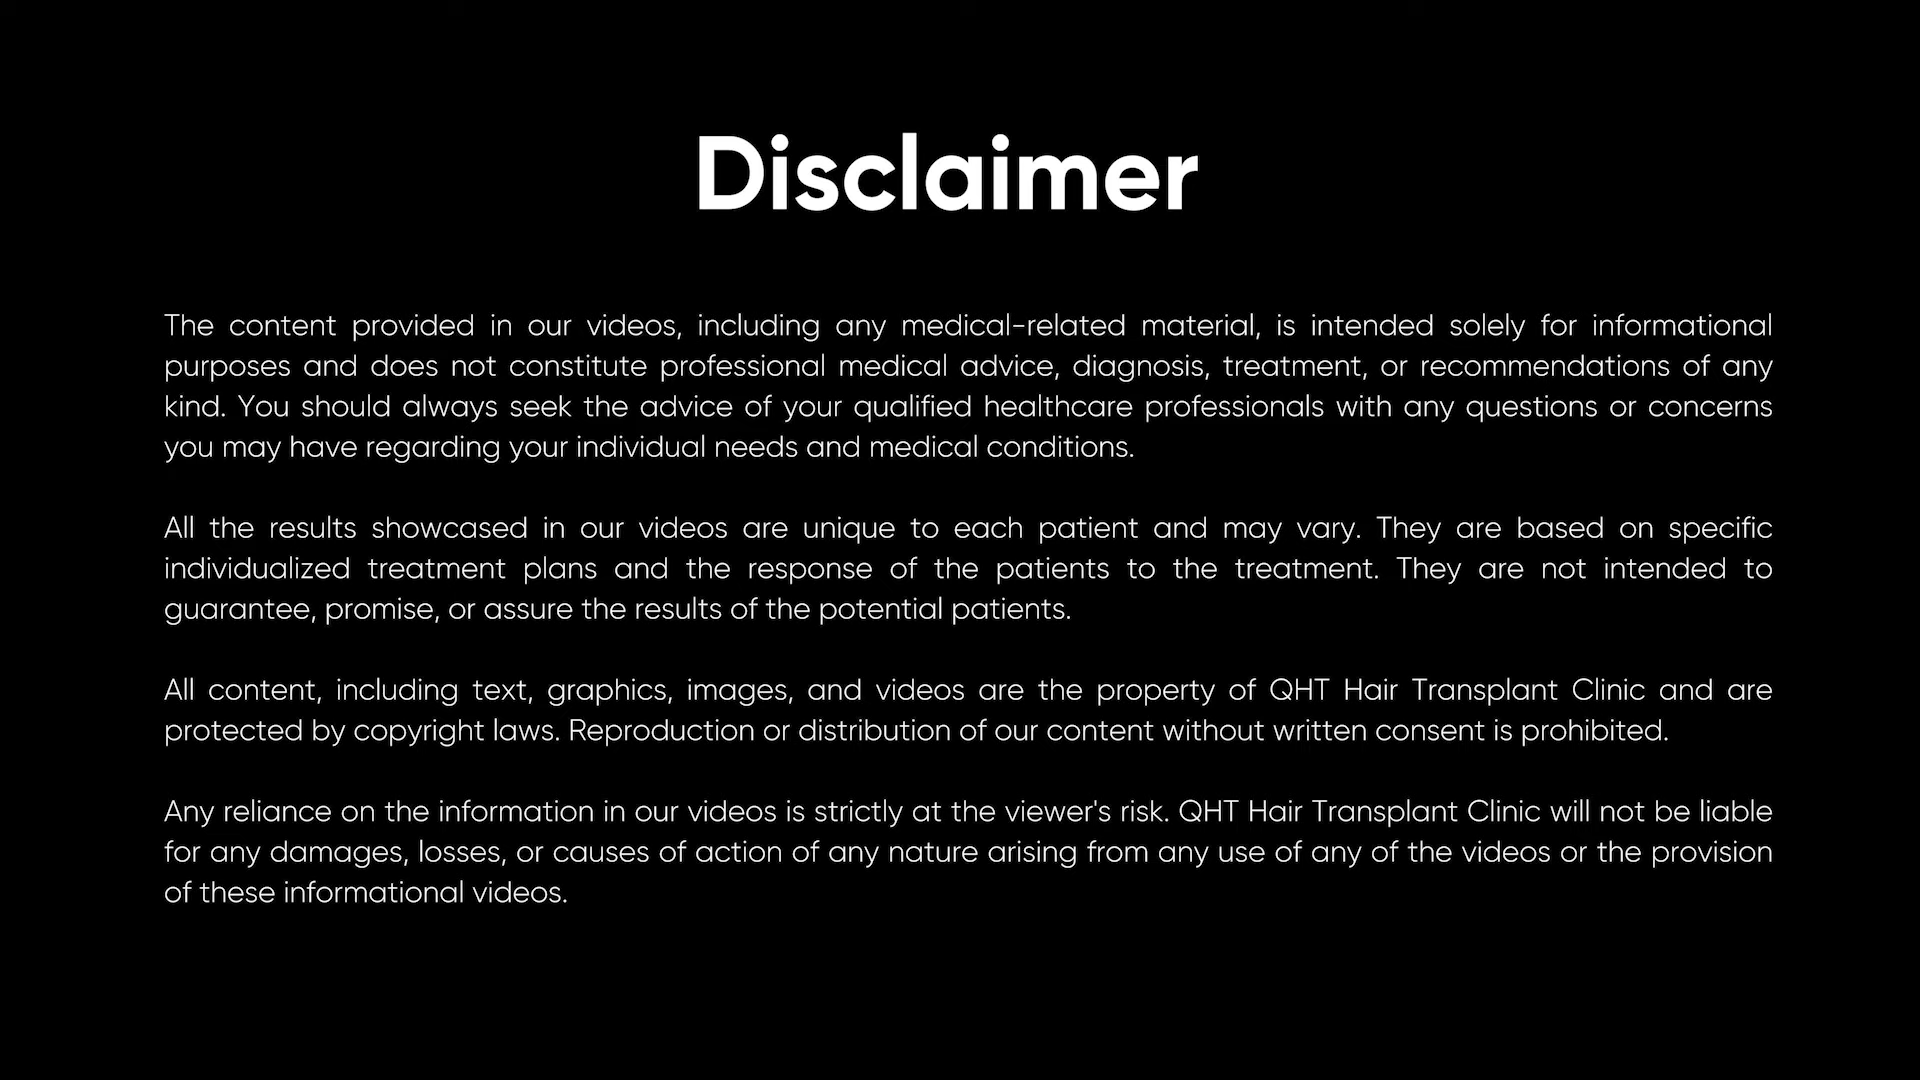 Disclaimer
The content provided in our videos, including any medical-related material, is intended solely for informational
purposes and does not constitute professional medical advice, diagnosis, treatment, or recommendations of any
kind. You should always seek the advice of your qualified healthcare professionals with any questions or concerns
you may have regarding your individual needs and medical conditions.
All the results showcased in our videos are unique to each patient and may vary. They are based on specific
individualized treatment plans and the response of the patients to the treatment. They are not intended to
guarantee, promise, or assure the results of the potential patients.
All content, including text, graphics, images, and videos are the property of QHT Hair Transplant Clinic and are
protected by copyright laws. Reproduction or distribution of our content without written consent is prohibited.
Any reliance on the information in our videos is strictly at the viewer's risk. QHT Hair Transplant Clinic will not be liable
for any damages, losses, or causes of action of any nature arising from any use of any of the videos or the provision
of these informational videos.